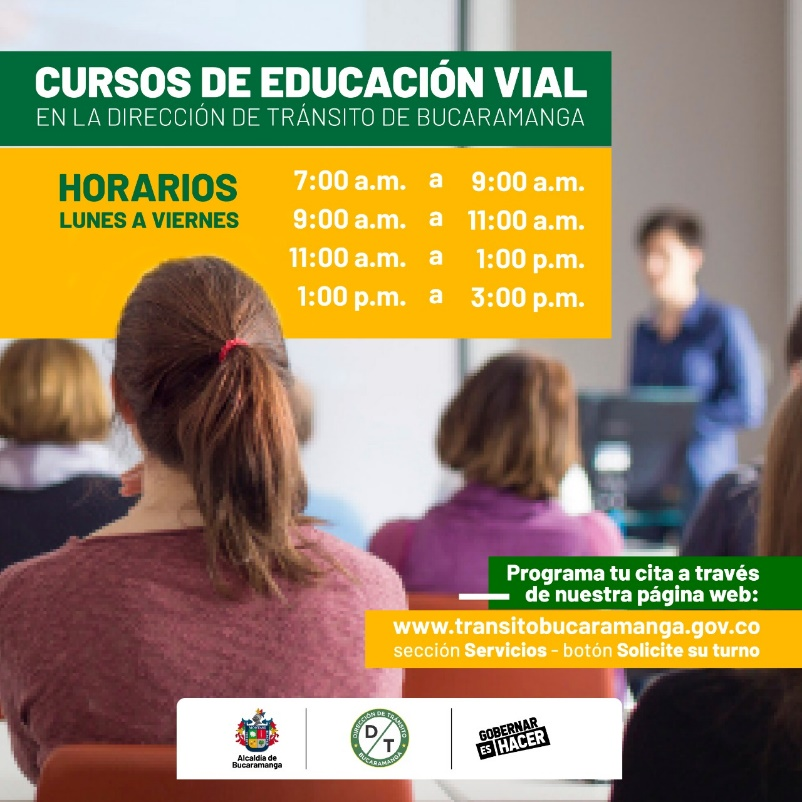 CURSOS DE EDUCACIÓN VIAL
EN LA DIRECCIÓN DE TRÁNSITO DE BUCARAMANGA
HORARIOS
LUNES A VIERNES
7:00 a.m. a 9:00 a.m.
9:00 a.m. a 11:00 a.m.
11:00 a.m. a 1:00 p.m.
1:00 p.m. a 3:00 p.m.
Programa tu cita a través
de nuestra página web:
www.transitobucaramanga.gov.co
sección Servicios - botón Solicite su turno
Alcaldía de
Bucaramanga
DIRECCIÓN DE TRÁNSITO
D T
BUCARAMANGA
GOBERNAR
ES HACER